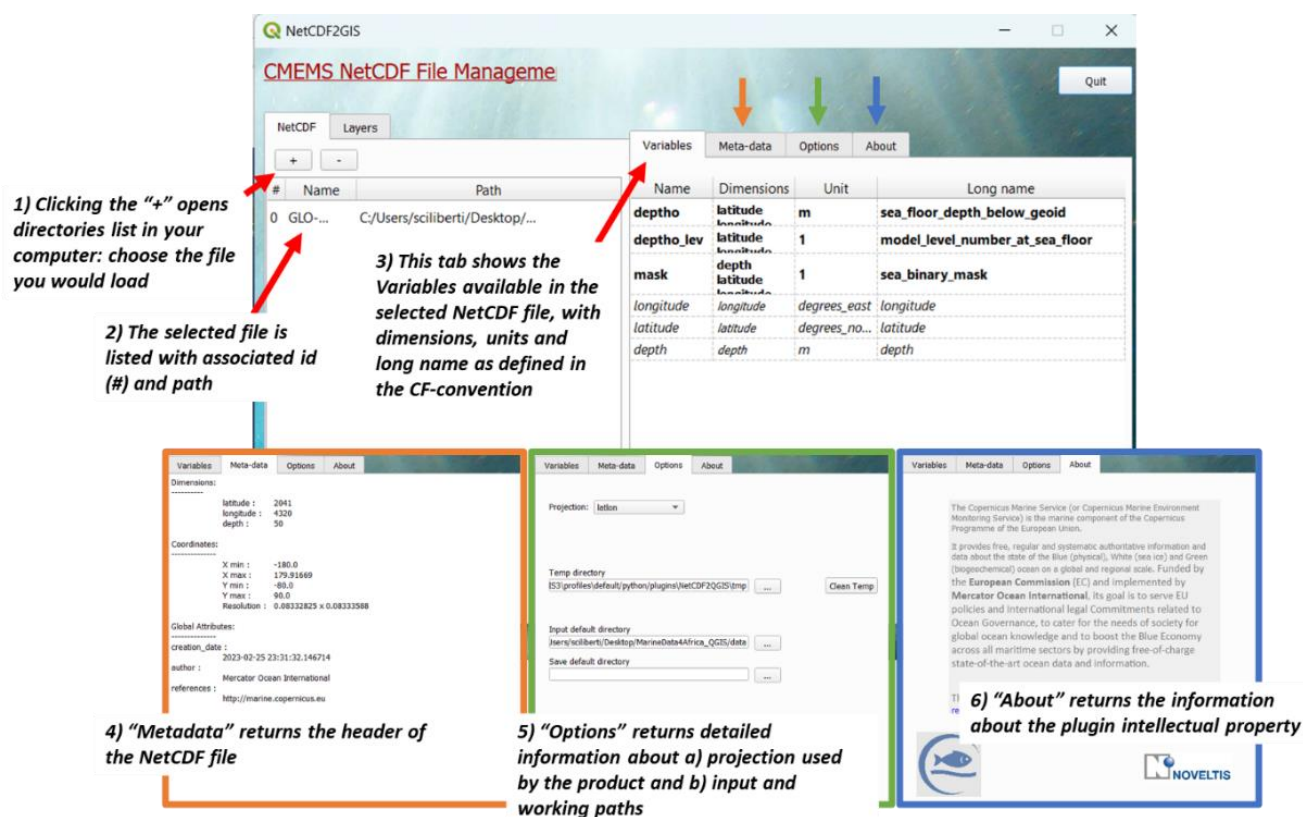 NetCDF2GIS
CMEMS NetCDF File Manageme
Quit
NetCDF Layers
+ -
# Name Path
0 GLO-... C:/Users/sciliberti/Desktop/...
Variables Meta-data Options About
Name Dimensions Unit Long name
deptho latitude longitude m sea_floor_depth_below_geoid
deptho_lev latitude longitude 1 model_level_number_at_sea_floor
mask depth latitude longitude 1 sea_binary_mask
longitude longitude degrees_east longitude
latitude latitude degrees_no... latitude
depth depth m depth
1) Clicking the “+” opens
directories list in your
computer: choose the file
you would load
2) The selected file is
listed with associated id
(#) and path
3) This tab shows the
Variables available in the
selected NetCDF file, with
dimensions, units and
long name as defined in
the CF-convention
Variables Meta-data Options About
Dimensions:
----------
latitude : 2041
longitude : 4320
depth : 50
Coordinates:
-------------
X min : -180.0
X max : 179.91669
Y min : -80.0
Y max : 90.0
Resolution : 0.08332825 x 0.08333588
Global Attributes:
-------------
creation_date :
2023-02-25 23:31:32.146714
author :
Mercator Ocean International
references :
http://marine.copernicus.eu
4) “Metadata” returns the header of
the NetCDF file
Variables Meta-data Options About
Projection: latlon
Temp directory
IS3\profiles\default/python/plugins\NetCDF2QGIS\tmp ... Clean Temp
Input default directory
Jsers/sciliberti/Desktop/MarineData4Africa_QGIS/data ...
Save default directory
...
5) “Options” returns detailed
information about a) projection used
by the product and b) input and
working paths
Variables Meta-data Options About
The Copernicus Marine Service (or Copernicus Marine Environment
Monitoring Service) is the marine component of the Copernicus
Programme of the European Union.
It provides free, regular and systematic authoritative information and
data about the state of the Blue (physical), White (sea ice) and Green
(biogeochemical) ocean on a global and regional scale. Funded by
the European Commission (EC) and implemented by
Mercator Ocean International, its goal is to serve EU
policies and international legal Commitments related to
Ocean Governance, to cater for the needs of society for
global ocean knowledge and to boost the Blue Economy
across all maritime sectors by providing free-of-charge
state-of-the-art ocean data and information.
6) “About” returns the information
about the plugin intellectual property
NOVELTIS